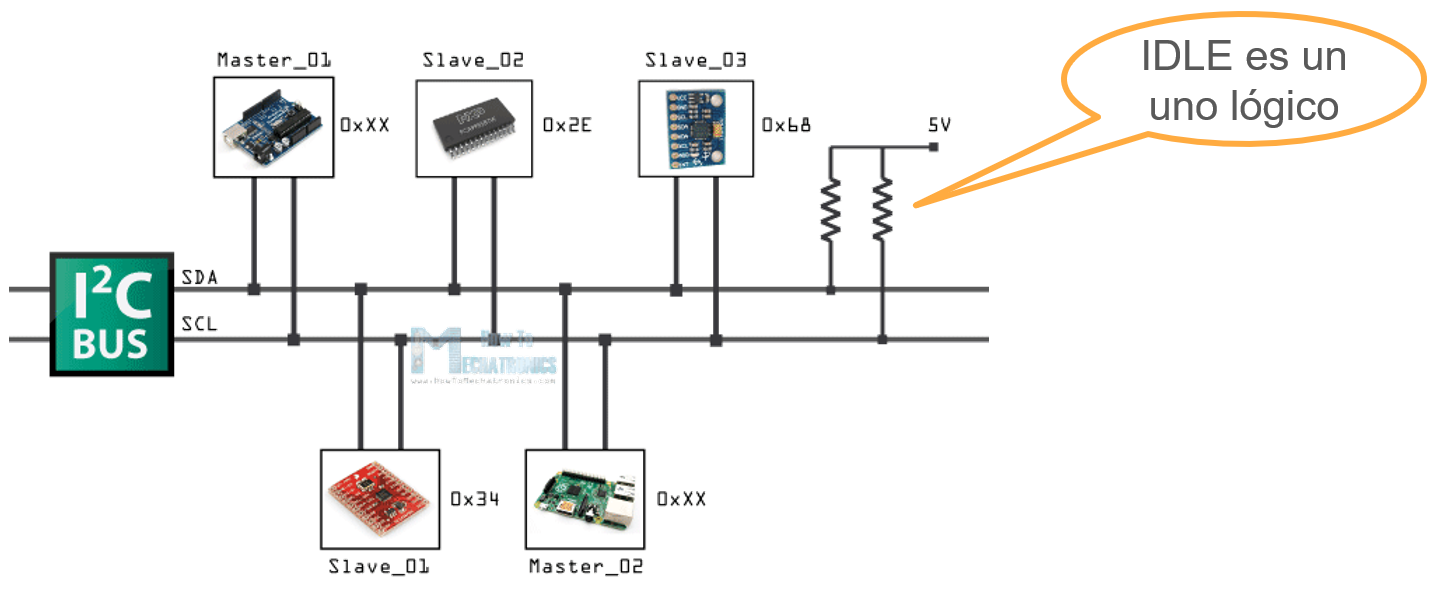 Master_01
Slave_02
Slave_03
IDLE es un
uno lógico
0xXX
0x2E
0x68
5V
I²C
BUS
SDA
SCL
How To
MECHATRONICS
www.HowToMechatronics.com
0x34
0xXX
Slave_01
Master_02